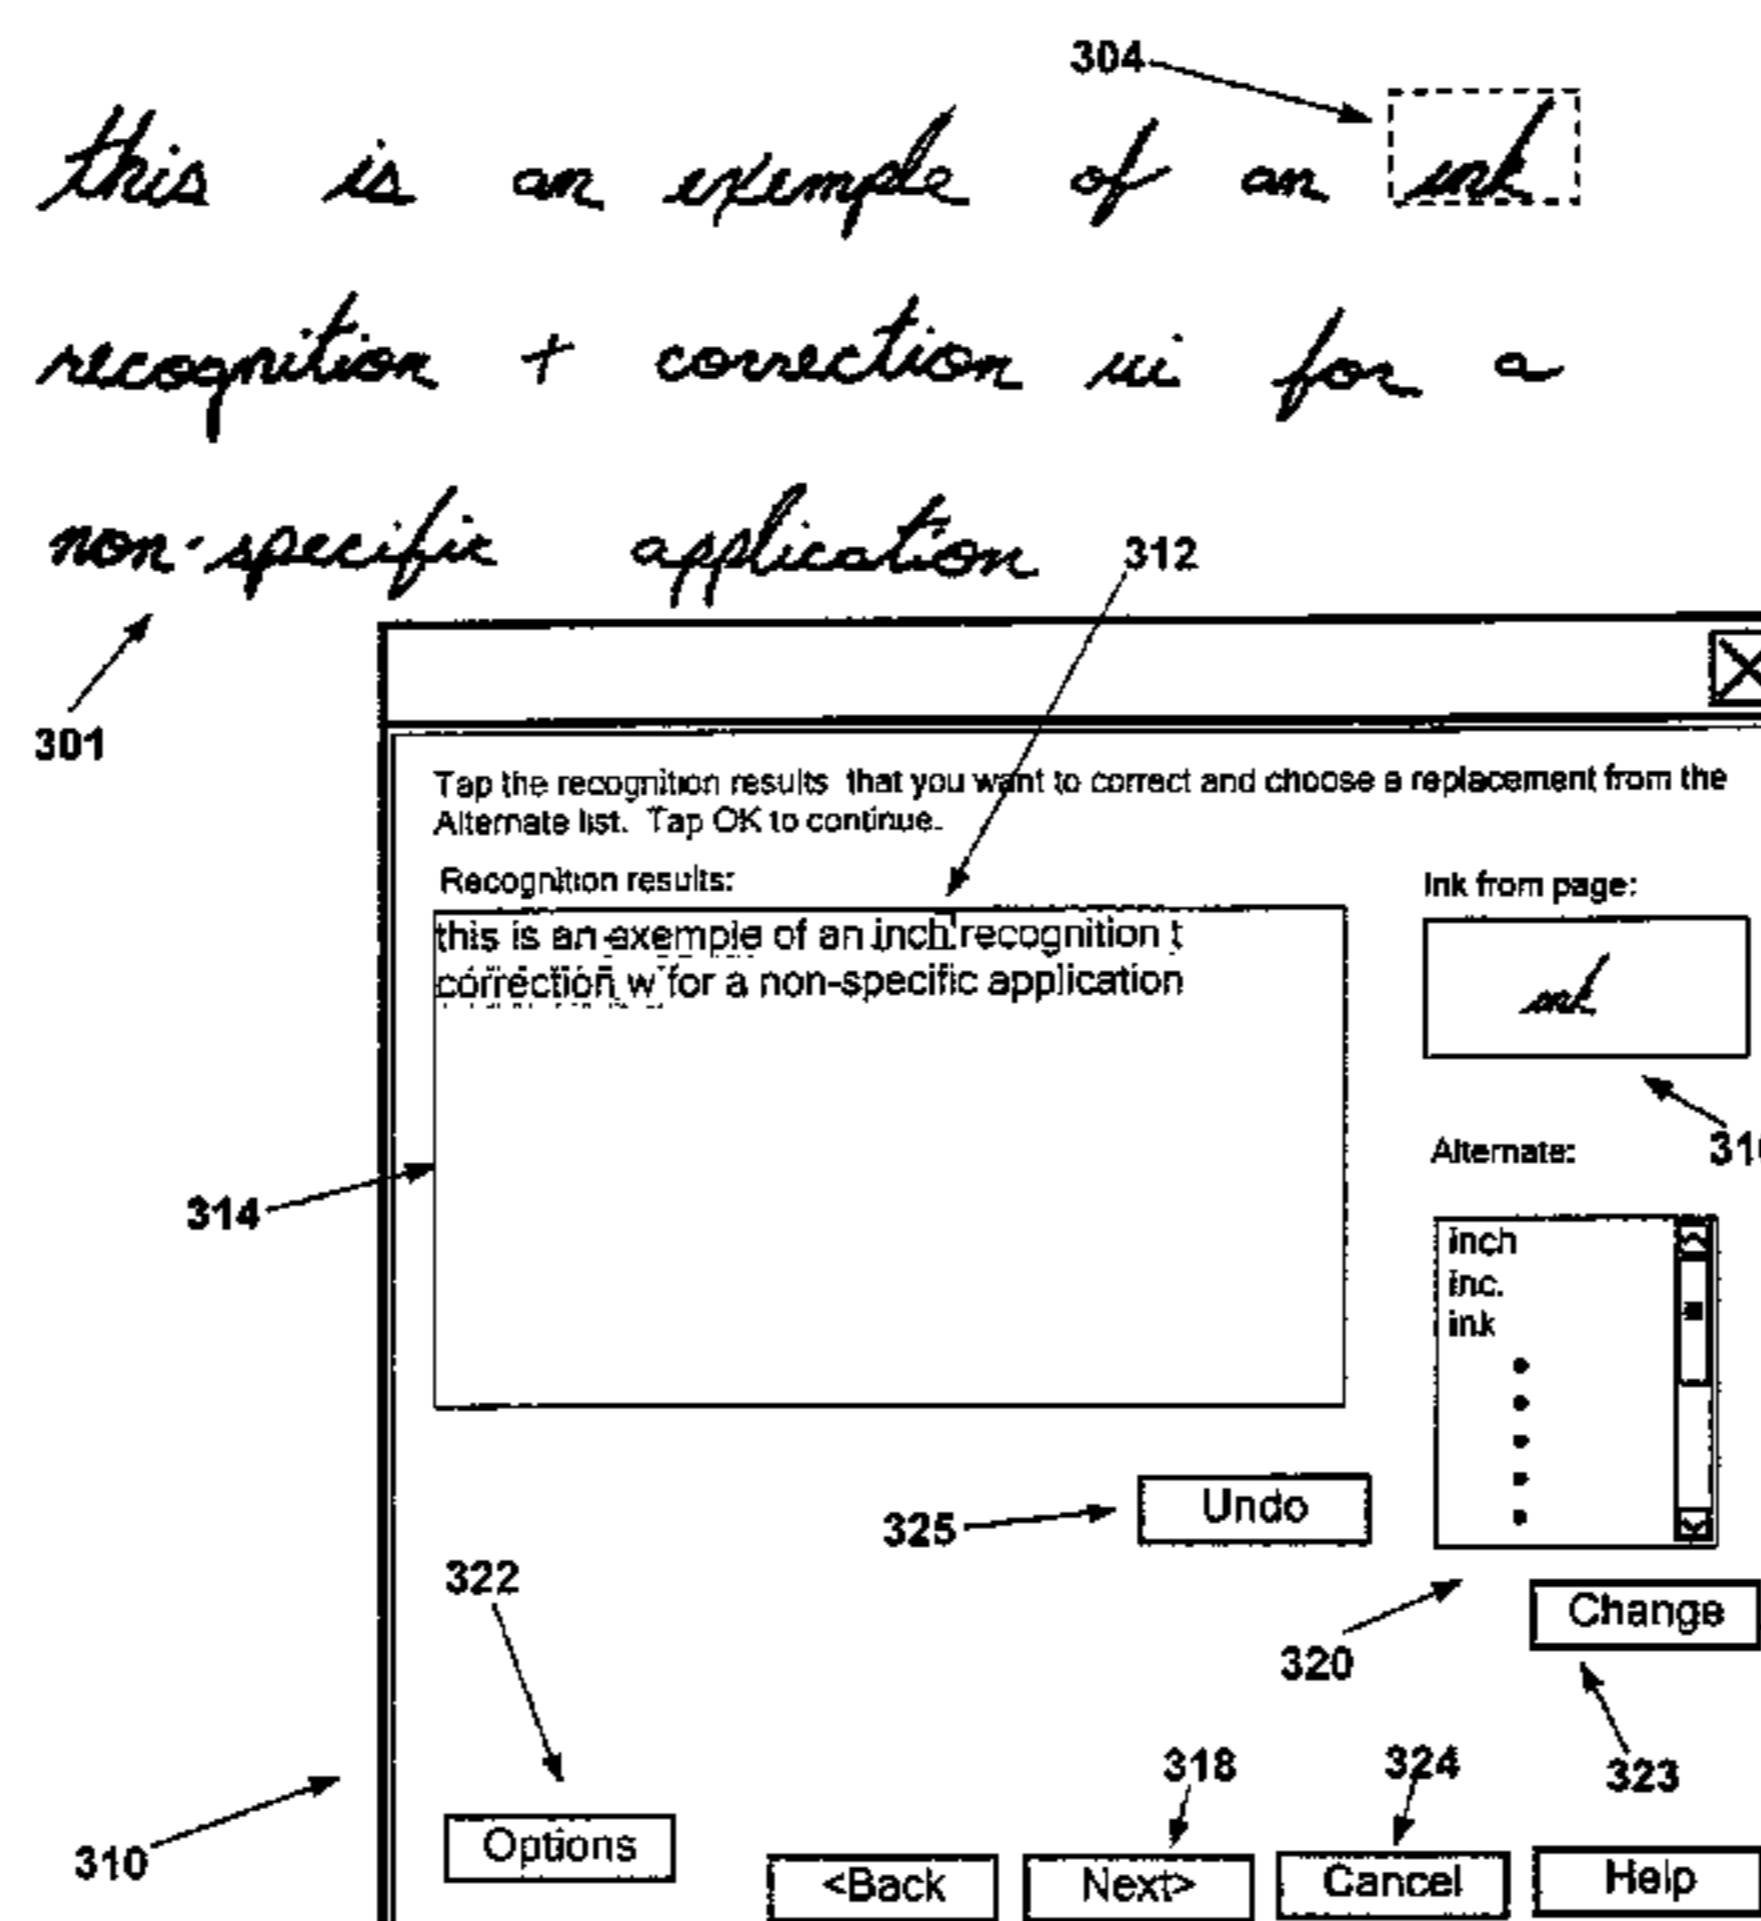 304
this is an exemple of an ink
recognition + correction ui for a
non-specific application
312
301
Tap the recognition results that you want to correct and choose a replacement from the
Alternate list. Tap OK to continue.
Recognition results:
Ink from page:
this is an exemple of an inch recognition t
correction w for a non-specific application
ink
Alternate:
314
inch
inc.
ink
325
Undo
322
Change
320
318
324
323
310
Options
<Back
Next>
Cancel
Help